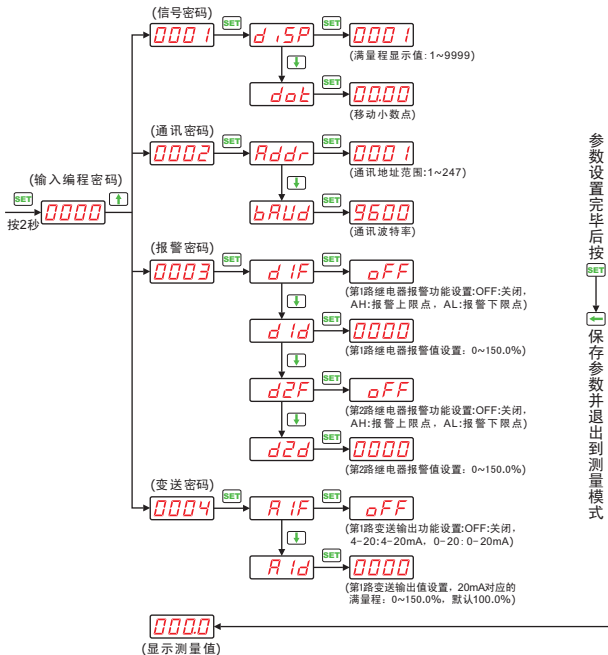 (信号密码)
0001 SET diSP SET 0001
(满量程显示值:1~9999)
dot SET 00.00
(移动小数点)
(通讯密码)
0002 SET Addr SET 0001
(通讯地址范围:1~247)
bAUd SET 9600
(通讯波特率)
(输入编程密码)
SET 0000
按2秒
(报警密码)
0003 SET d1F SET oFF
(第1路继电器报警功能设置:OFF:关闭,
AH:报警上限点，AL:报警下限点)
d1d SET 0000
(第1路继电器报警值设置：0~150.0%)
d2F SET oFF
(第2路继电器报警功能设置:OFF:关闭,
AH:报警上限点，AL:报警下限点)
d2d SET 0000
(第2路继电器报警值设置：0~150.0%)
(变送密码)
0004 SET A1F SET oFF
(第1路变送输出功能设置:OFF:关闭,
4-20:4-20mA，0-20:0-20mA)
A1d SET 0000
(第1路变送输出值设置，20mA对应的
满量程：0~150.0%，默认100.0%)
000.0
(显示测量值)
参数设置完毕后按
SET
保存参数并退出到测量模式